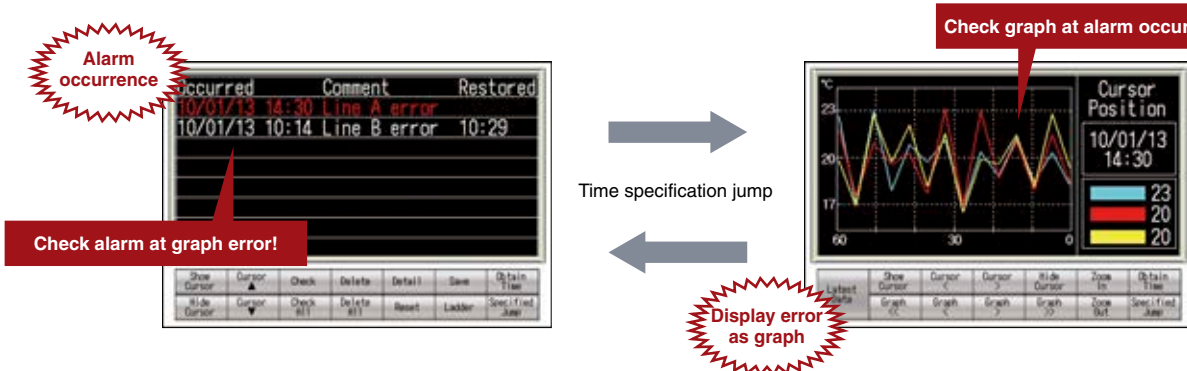 Check graph at alarm occur
Alarm
occurrence
Occurred Comment Restored
10/01/13 14:30 Line A error
10/01/13 10:14 Line B error 10:29
Check alarm at graph error!
Show Cursor
Cursor ▲
Check
Delete
Detail
Save
Obtain Time
Hide Cursor
Cursor ▼
Check All
Delete All
Reset
Ladder
Specified Jump
Time specification jump
°C
23
20
17
60 30 0
Cursor
Position
10/01/13
14:30
23
20
20
Latest Data
Show Cursor
Cursor <
Cursor >
Hide Cursor
Zoom In
Obtain Time
Graph <<
Graph <
Graph >
Graph >>
Zoom Out
Specified Jump
Display error
as graph